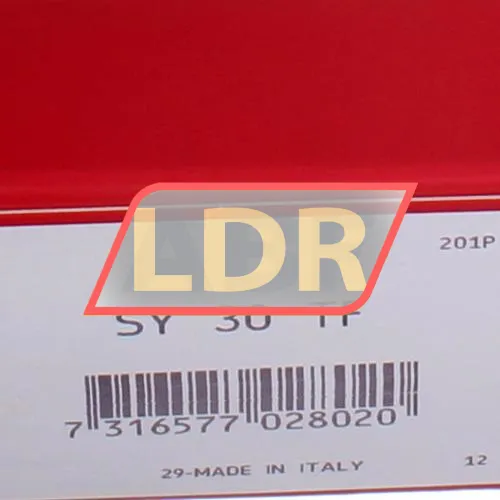 201P
LDR
SY 30 TF
7 316577 028020
29-MADE IN ITALY
12